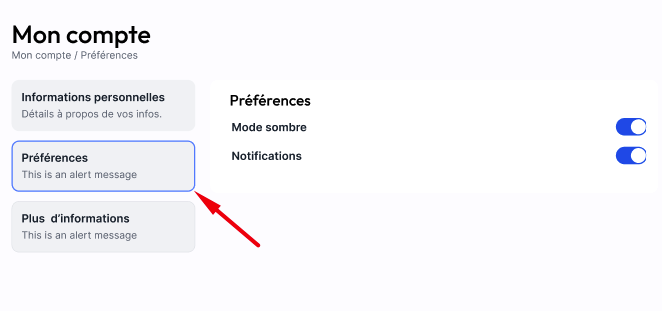 Mon compte
Mon compte / Préférences
Informations personnelles
Détails à propos de vos infos.
Préférences
This is an alert message
Plus d'informations
This is an alert message
Préférences
Mode sombre
Notifications